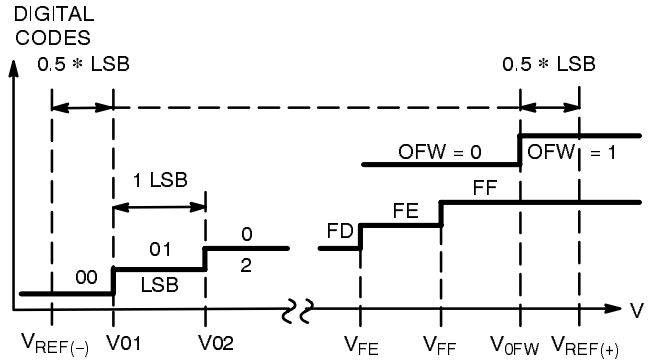 DIGITAL
CODES
0.5 * LSB
0.5 * LSB
OFW = 0
OFW = 1
1 LSB
FF
FE
FD
0
2
01
LSB
00
V
VREF(–)
V01
V02
VFE
VFF
V0FW
VREF(+)